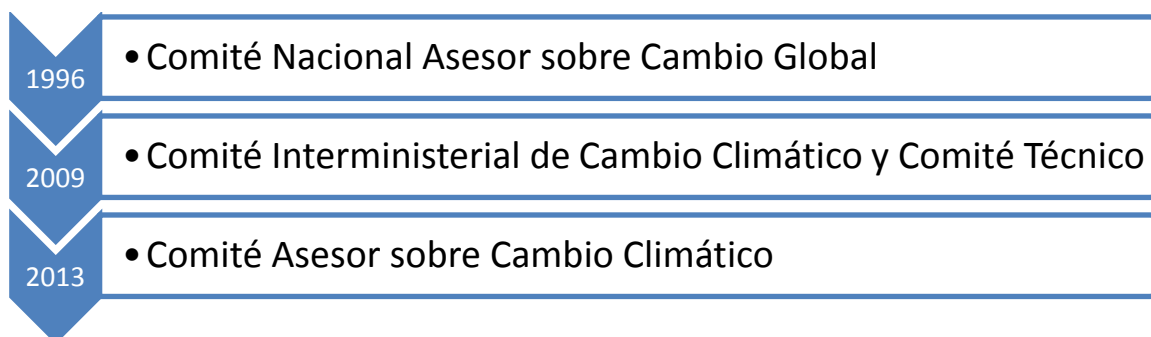 1996
• Comité Nacional Asesor sobre Cambio Global
2009
• Comité Interministerial de Cambio Climático y Comité Técnico
2013
• Comité Asesor sobre Cambio Climático